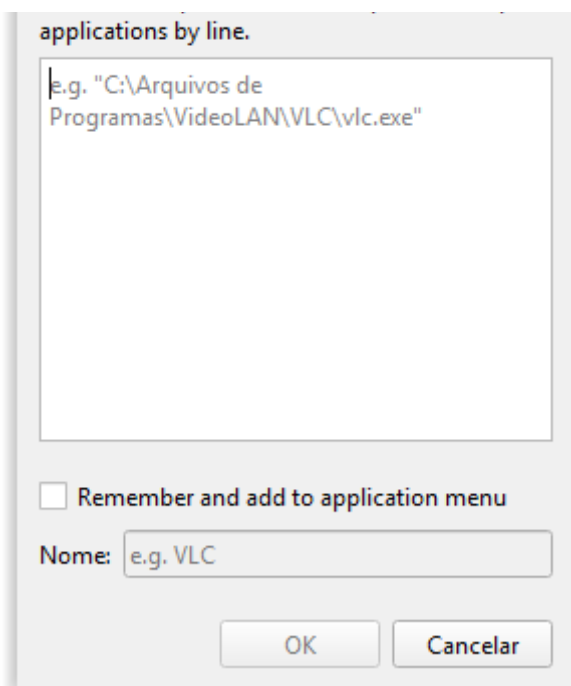 applications by line.
e.g. "C:\Arquivos de
Programas\VideoLAN\VLC\vlc.exe"
Remember and add to application menu
Nome: e.g. VLC
OK Cancelar